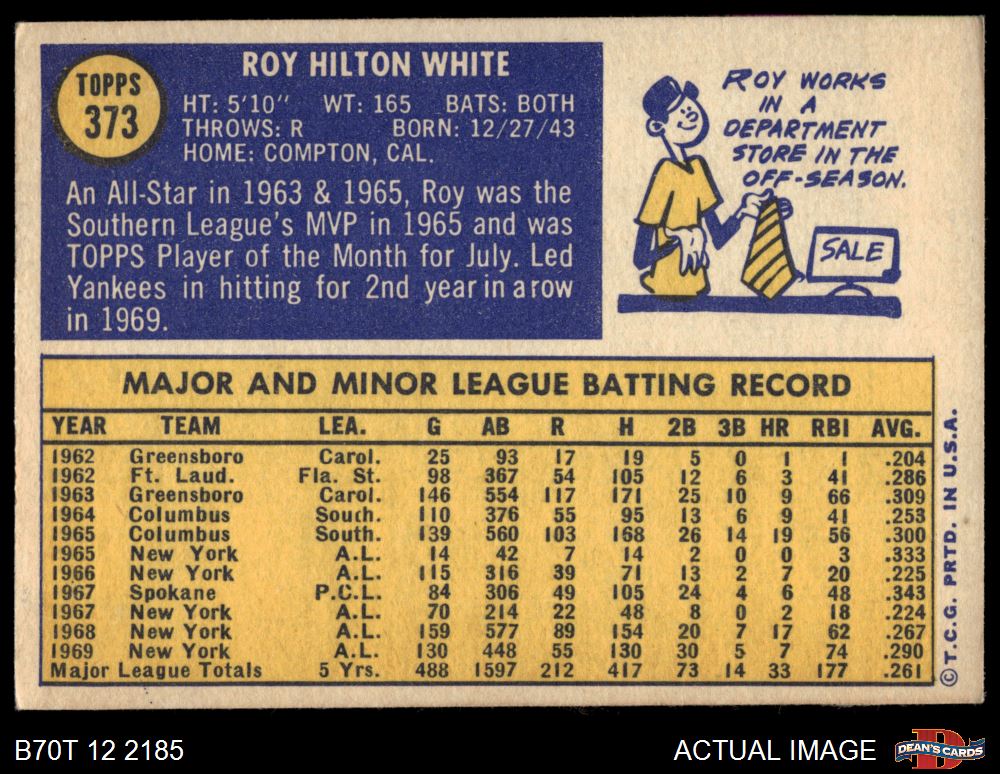 TOPPS
373
ROY HILTON WHITE
HT: 5'10" WT: 165 BATS: BOTH
THROWS: R BORN: 12/27/43
HOME: COMPTON, CAL.
An All-Star in 1963 & 1965, Roy was the
Southern League's MVP in 1965 and was
TOPPS Player of the Month for July. Led
Yankees in hitting for 2nd year in a row
in 1969.
ROY WORKS
IN A
DEPARTMENT
STORE IN THE
OFF-SEASON.
SALE
MAJOR AND MINOR LEAGUE BATTING RECORD
YEAR TEAM LEA. G AB R H 2B 3B HR RBI AVG.
1962 Greensboro Carol. 25 93 17 19 5 0 1 1 .204
1962 Ft. Laud. Fla. St. 98 367 54 105 12 6 3 41 .286
1963 Greensboro Carol. 146 554 117 171 25 10 9 66 .309
1964 Columbus South. 110 376 55 95 13 6 9 41 .253
1965 Columbus South. 139 560 103 168 26 14 19 56 .300
1965 New York A.L. 14 42 7 14 2 0 0 3 .333
1966 New York A.L. 115 316 39 71 13 2 7 20 .225
1967 Spokane P.C.L. 84 306 49 105 24 4 6 48 .343
1967 New York A.L. 70 214 22 48 8 0 2 18 .224
1968 New York A.L. 159 577 89 154 20 7 17 62 .267
1969 New York A.L. 130 448 55 130 30 5 7 74 .290
Major League Totals 5 Yrs. 488 1597 212 417 73 14 33 177 .261
© T.C.G. PRTD. IN U.S.A.
B70T 12 2185
ACTUAL IMAGE
DEAN'S CARDS